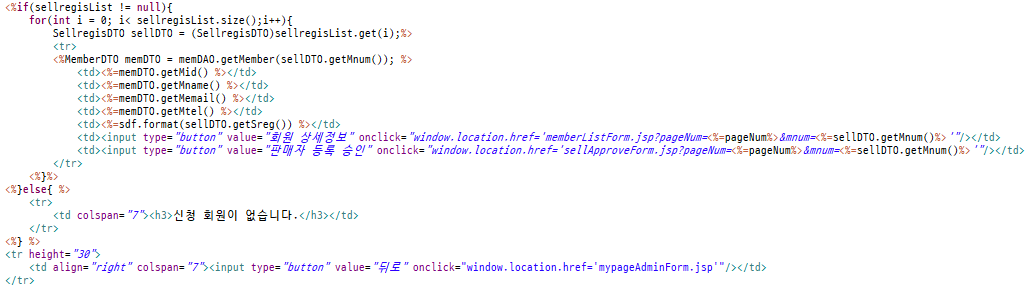 <%if(sellregisList != null){
    for(int i = 0; i< sellregisList.size();i++){
        SellregisDTO sellDTO = (SellregisDTO)sellregisList.get(i);%>
        <tr>
        <%MemberDTO memDTO = memDAO.getMember(sellDTO.getMnum()); %>
            <td><%=memDTO.getMid() %></td>
            <td><%=memDTO.getMname() %></td>
            <td><%=memDTO.getMemail() %></td>
            <td><%=memDTO.getMtel() %></td>
            <td><%=sdf.format(sellDTO.getSreg()) %></td>
            <td><input type="button" value="회원 상세정보" onclick="window.location.href='memberListForm.jsp?pageNum=<%=pageNum%>&mnum=<%=sellDTO.getMnum()%>'"/></td>
            <td><input type="button" value="판매자 등록 승인" onclick="window.location.href='sellApproveForm.jsp?pageNum=<%=pageNum%>&mnum=<%=sellDTO.getMnum()%>'"/></td>
        </tr>
    <%}%>
<%}else{ %>
    <tr>
        <td colspan="7"><h3>신청 회원이 없습니다.</h3></td>
    </tr>
<%} %>
<tr height="30">
    <td align="right" colspan="7"><input type="button" value="뒤로" onclick="window.location.href='mypageAdminForm.jsp'"/></td>
</tr>